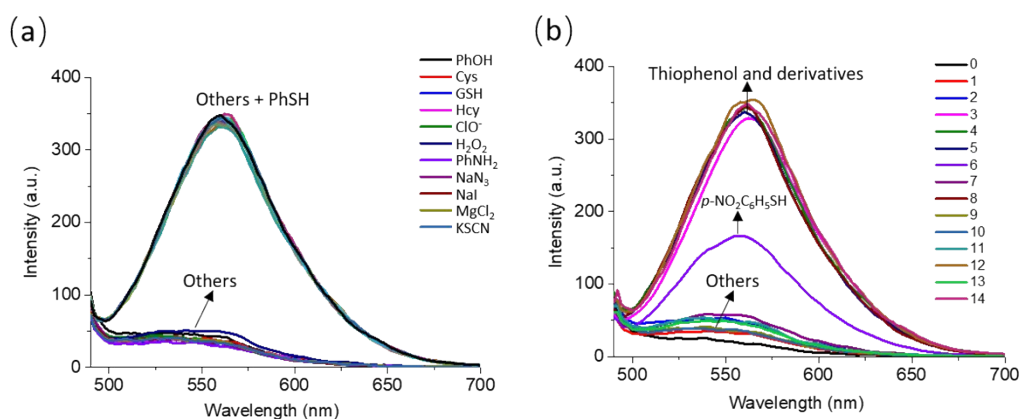 (a)
400
300
200
100
0
Intensity (a.u.)
500
550
600
650
700
Wavelength (nm)
Others + PhSH
Others
PhOH
Cys
GSH
Hcy
ClO⁻
H₂O₂
PhNH₂
NaN₃
NaI
MgCl₂
KSCN
(b)
400
300
200
100
0
Intensity (a.u.)
500
550
600
650
700
Wavelength (nm)
Thiophenol and derivatives
p-NO₂C₆H₅SH
Others
0
1
2
3
4
5
6
7
8
9
10
11
12
13
14